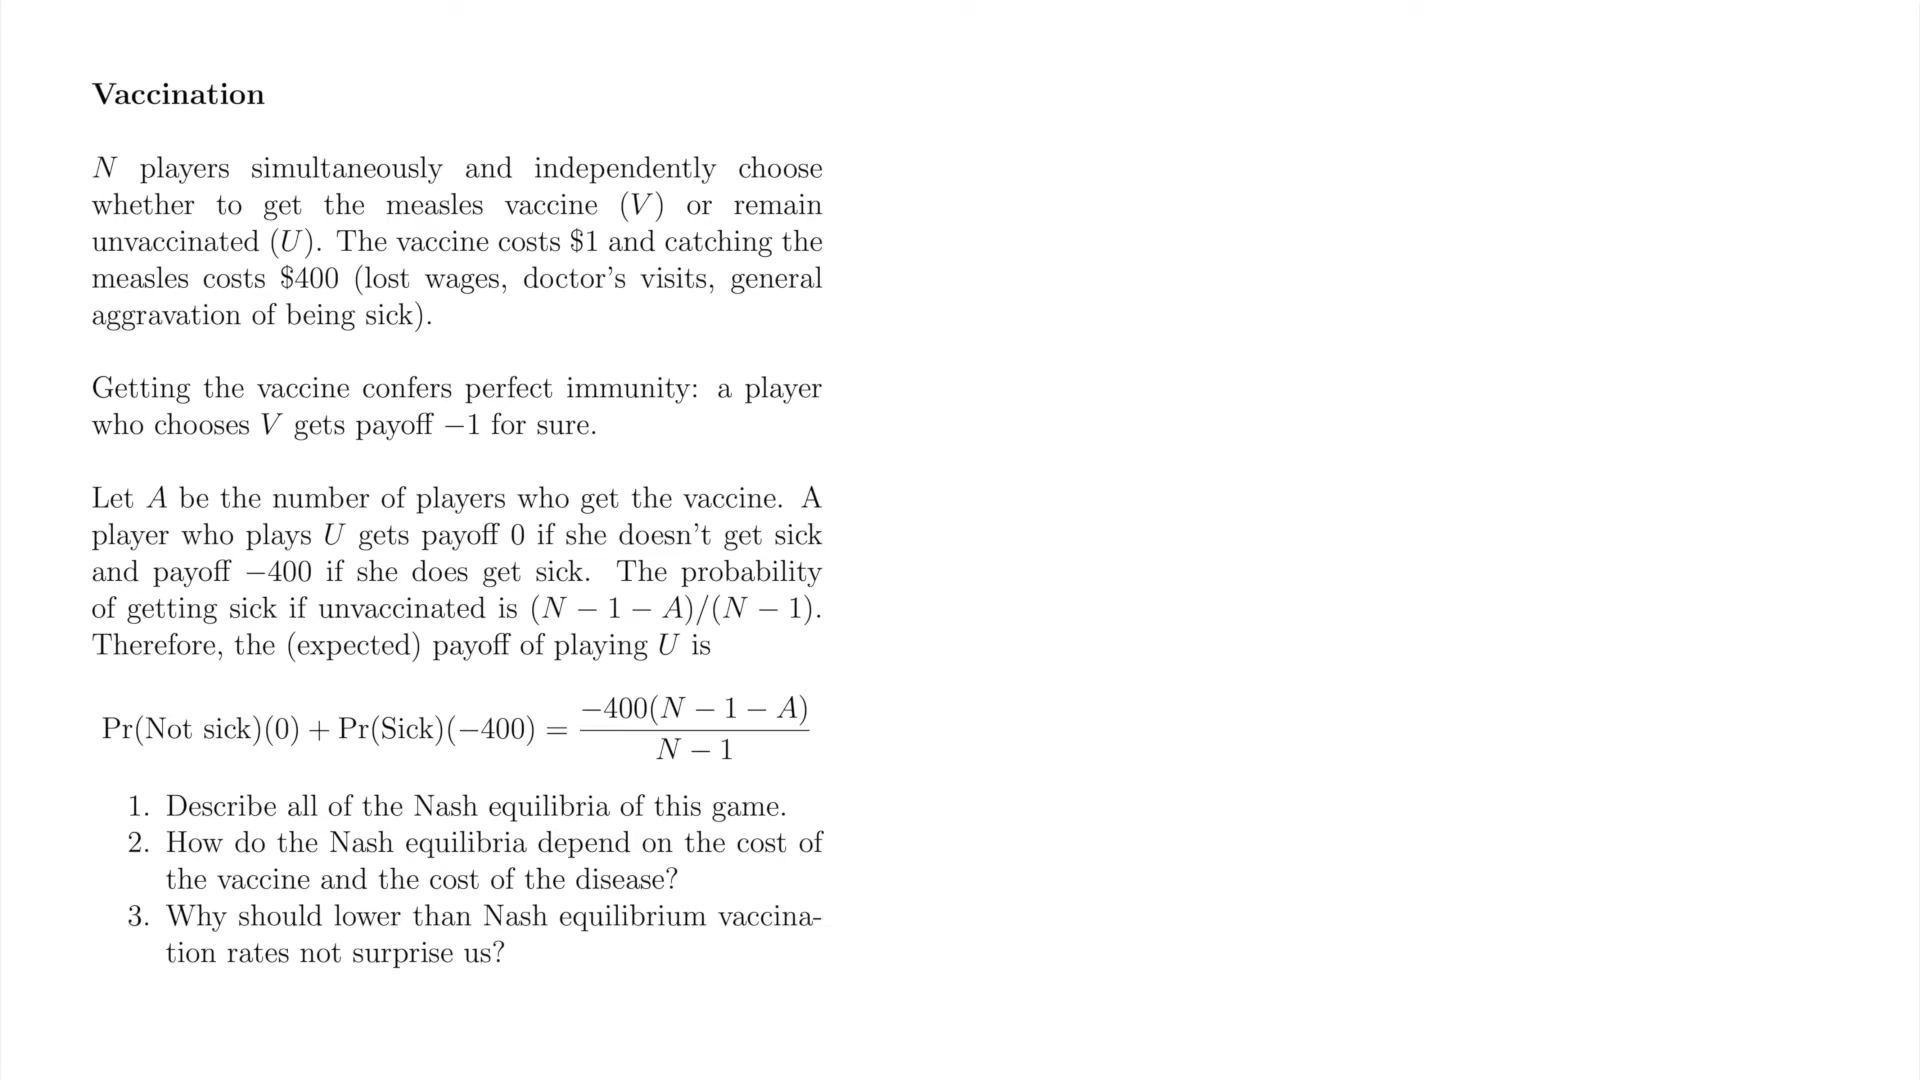 Vaccination
N players simultaneously and independently choose
whether to get the measles vaccine (V) or remain
unvaccinated (U). The vaccine costs $1 and catching the
measles costs $400 (lost wages, doctor's visits, general
aggravation of being sick).
Getting the vaccine confers perfect immunity: a player
who chooses V gets payoff −1 for sure.
Let A be the number of players who get the vaccine. A
player who plays U gets payoff 0 if she doesn't get sick
and payoff −400 if she does get sick. The probability
of getting sick if unvaccinated is (N − 1 − A)/(N − 1).
Therefore, the (expected) payoff of playing U is
Pr(Not sick)(0) + Pr(Sick)(−400) = −400(N − 1 − A) / N − 1
1. Describe all of the Nash equilibria of this game.
2. How do the Nash equilibria depend on the cost of
the vaccine and the cost of the disease?
3. Why should lower than Nash equilibrium vaccina-
tion rates not surprise us?